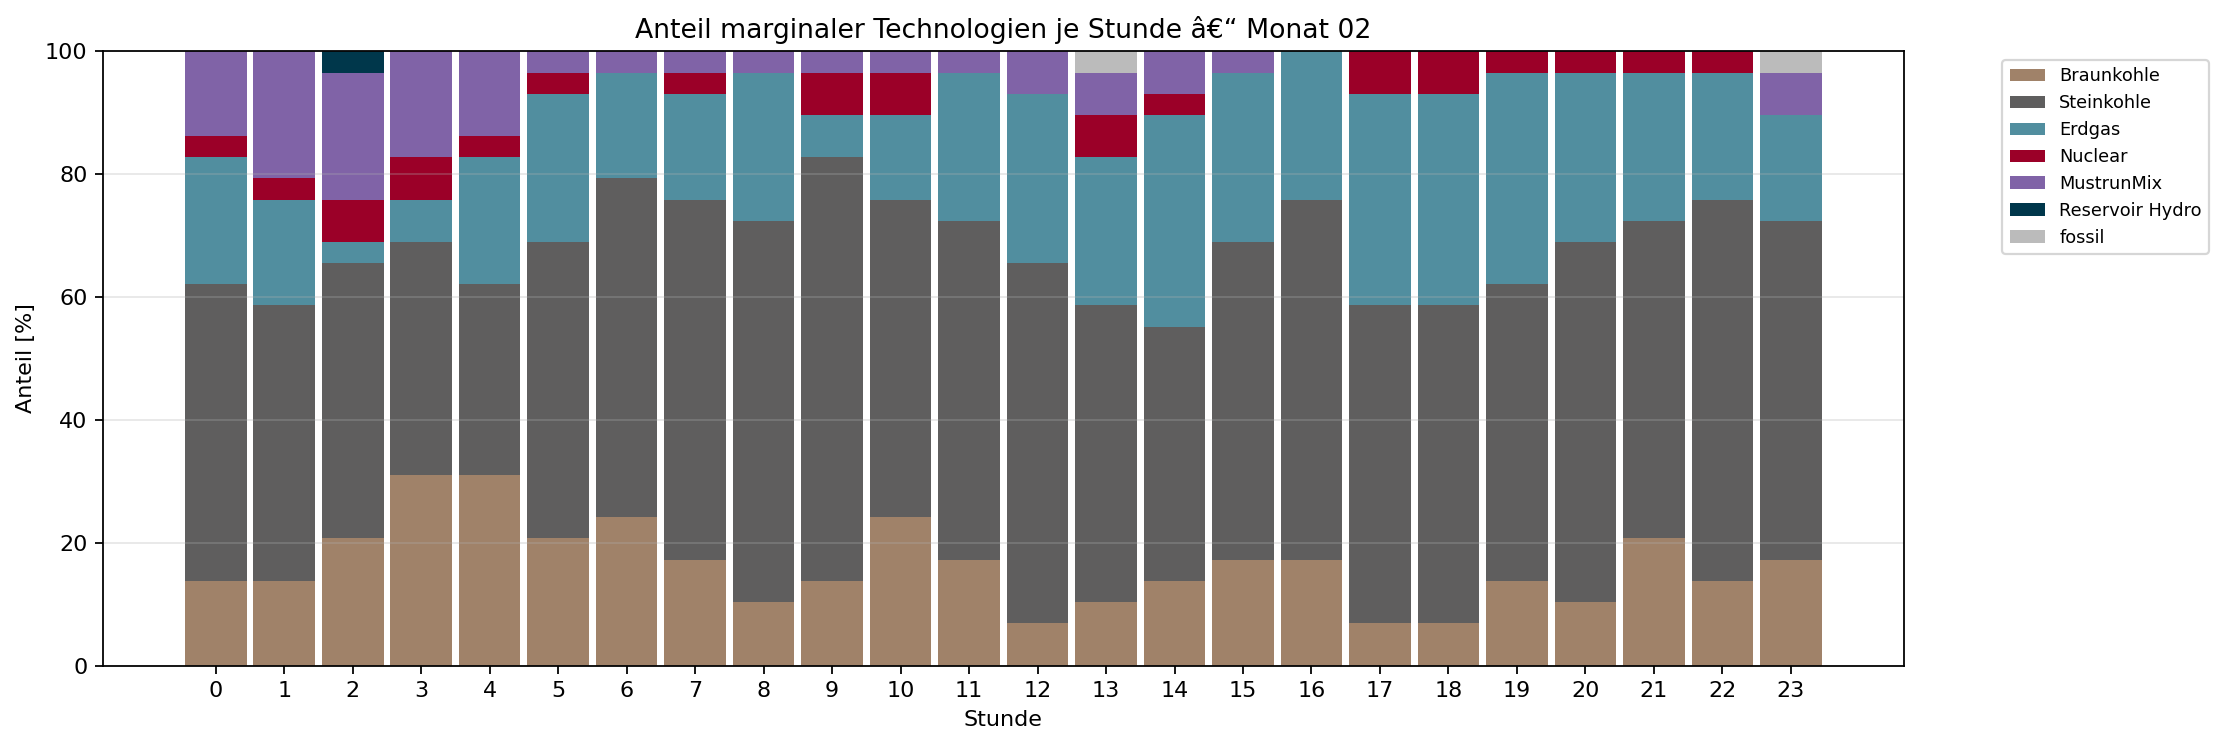 Anteil marginaler Technologien je Stunde â€“ Monat 02
Anteil [%]
100
80
60
40
20
0
0 1 2 3 4 5 6 7 8 9 10 11 12 13 14 15 16 17 18 19 20 21 22 23
Stunde
Braunkohle
Steinkohle
Erdgas
Nuclear
MustrunMix
Reservoir Hydro
fossil